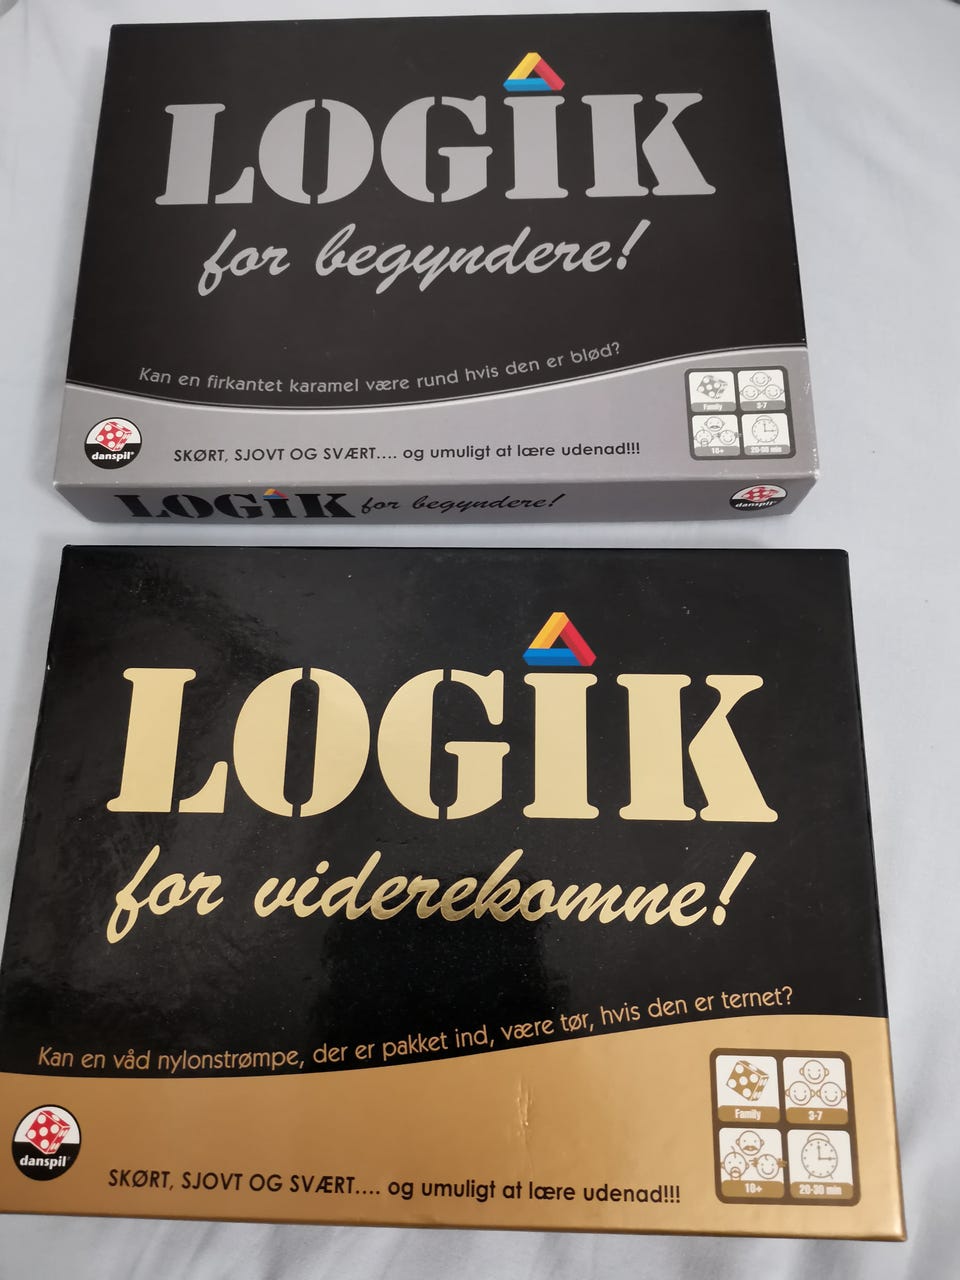 LOGIK
for begyndere!
Kan en firkantet karamel være rund hvis den er blød?
Family
3-7
danspil
SKØRT, SJOVT OG SVÆRT.... og umuligt at lære udenad!!!
10+
LOGIK for begyndere!
danspil
LOGIK
for viderekomne!
Kan en våd nylonstrømpe, der er pakket ind, være tør, hvis den er ternet?
Family
3-7
danspil
SKØRT, SJOVT OG SVÆRT.... og umuligt at lære udenad!!!
10+
20-30 min